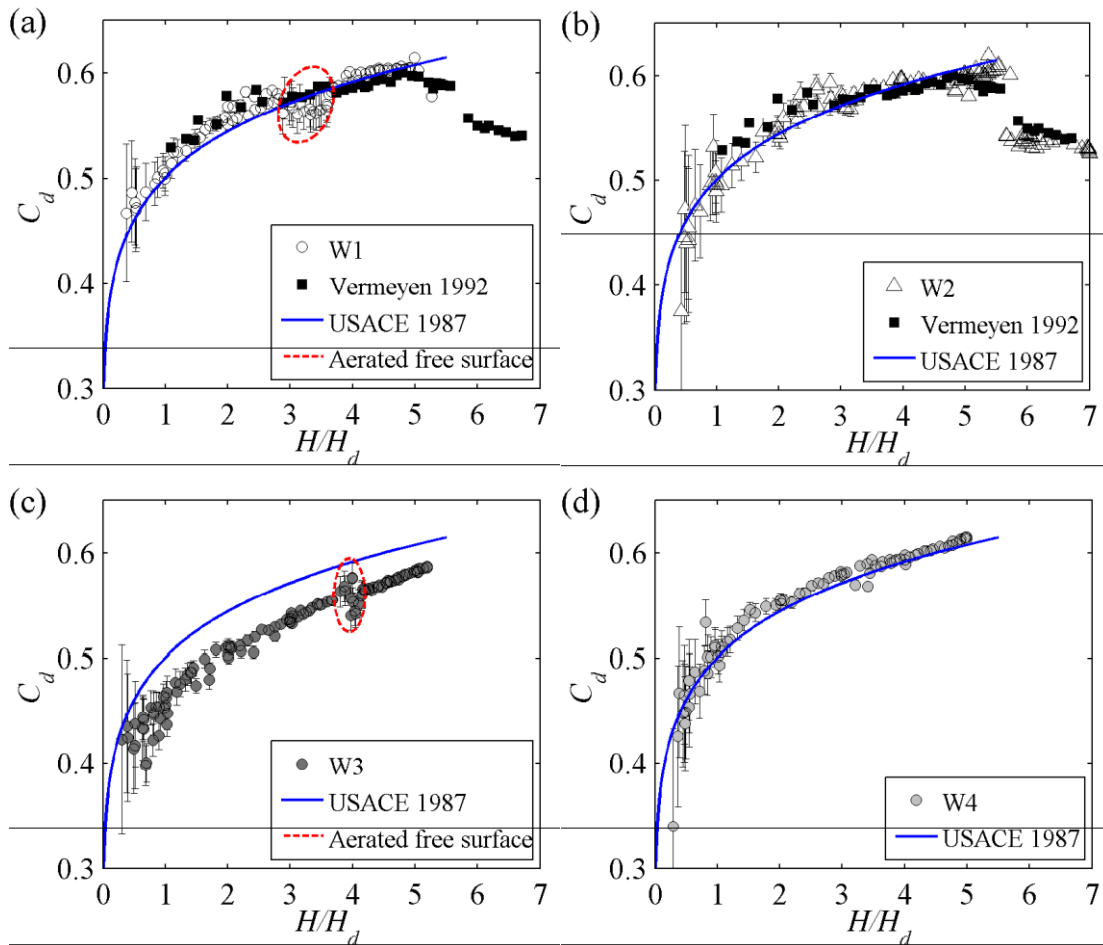 (a)
0.6
0.5
0.4
0.3
C_d
0 1 2 3 4 5 6 7
H/H_d
W1
Vermeyen 1992
USACE 1987
Aerated free surface
(b)
0.6
0.5
0.4
0.3
C_d
0 1 2 3 4 5 6 7
H/H_d
W2
Vermeyen 1992
USACE 1987
(c)
0.6
0.5
0.4
0.3
C_d
0 1 2 3 4 5 6 7
H/H_d
W3
USACE 1987
Aerated free surface
(d)
0.6
0.5
0.4
0.3
C_d
0 1 2 3 4 5 6 7
H/H_d
W4
USACE 1987